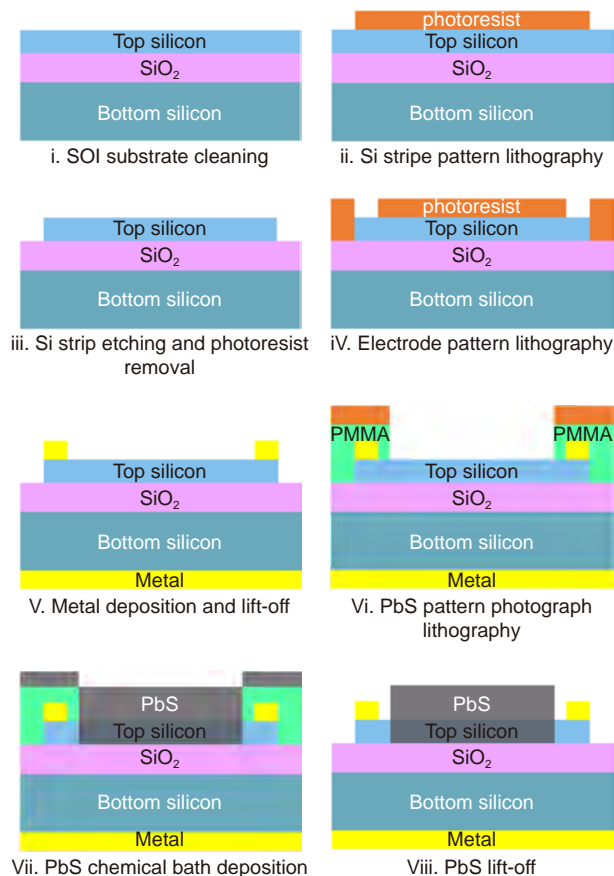 Top silicon
SiO₂
Bottom silicon
i. SOI substrate cleaning
photoresist
Top silicon
SiO₂
Bottom silicon
ii. Si stripe pattern lithography
Top silicon
SiO₂
Bottom silicon
iii. Si strip etching and photoresist
removal
photoresist
Top silicon
SiO₂
Bottom silicon
iV. Electrode pattern lithography
Top silicon
SiO₂
Bottom silicon
Metal
V. Metal deposition and lift-off
PMMA PMMA
Top silicon
SiO₂
Bottom silicon
Metal
Vi. PbS pattern photograph
lithography
PbS
Top silicon
SiO₂
Bottom silicon
Metal
Vii. PbS chemical bath deposition
PbS
Top silicon
SiO₂
Bottom silicon
Metal
Viii. PbS lift-off